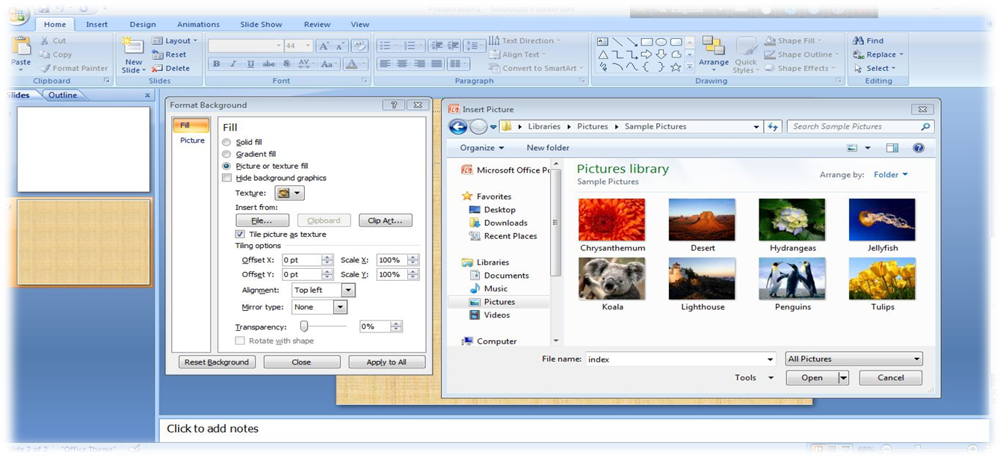 Presentation1 - Microsoft PowerPoint
English
Home Insert Design Animations Slide Show Review View
Paste
Cut
Copy
Format Painter
Clipboard
New
Slide
Layout
Reset
Delete
Slides
44
B I U abc S AV Aa A
Font
Text Direction
Align Text
Convert to SmartArt
Paragraph
Arrange
Quick
Styles
Shape Fill
Shape Outline
Shape Effects
Drawing
Find
Replace
Select
Editing
Slides Outline
Format Background
Fill
Picture
Fill
Solid fill
Gradient fill
Picture or texture fill
Hide background graphics
Texture:
Insert from:
File... Clipboard Clip Art...
Tile picture as texture
Tiling options
Offset X: 0 pt Scale X: 100%
Offset Y: 0 pt Scale Y: 100%
Alignment: Top left
Mirror type: None
Transparency: 0%
Rotate with shape
Reset Background Close Apply to All
Insert Picture
Libraries Pictures Sample Pictures
Search Sample Pictures
Organize New folder
Microsoft Office
Favorites
Desktop
Downloads
Recent Places
Libraries
Documents
Music
Pictures
Videos
Computer
Pictures library
Sample Pictures
Arrange by: Folder
Chrysanthemum Desert Hydrangeas Jellyfish
Koala Lighthouse Penguins Tulips
File name: index
All Pictures
Tools Open Cancel
Click to add notes
Slide 2 of 2 "Office Theme"
68%